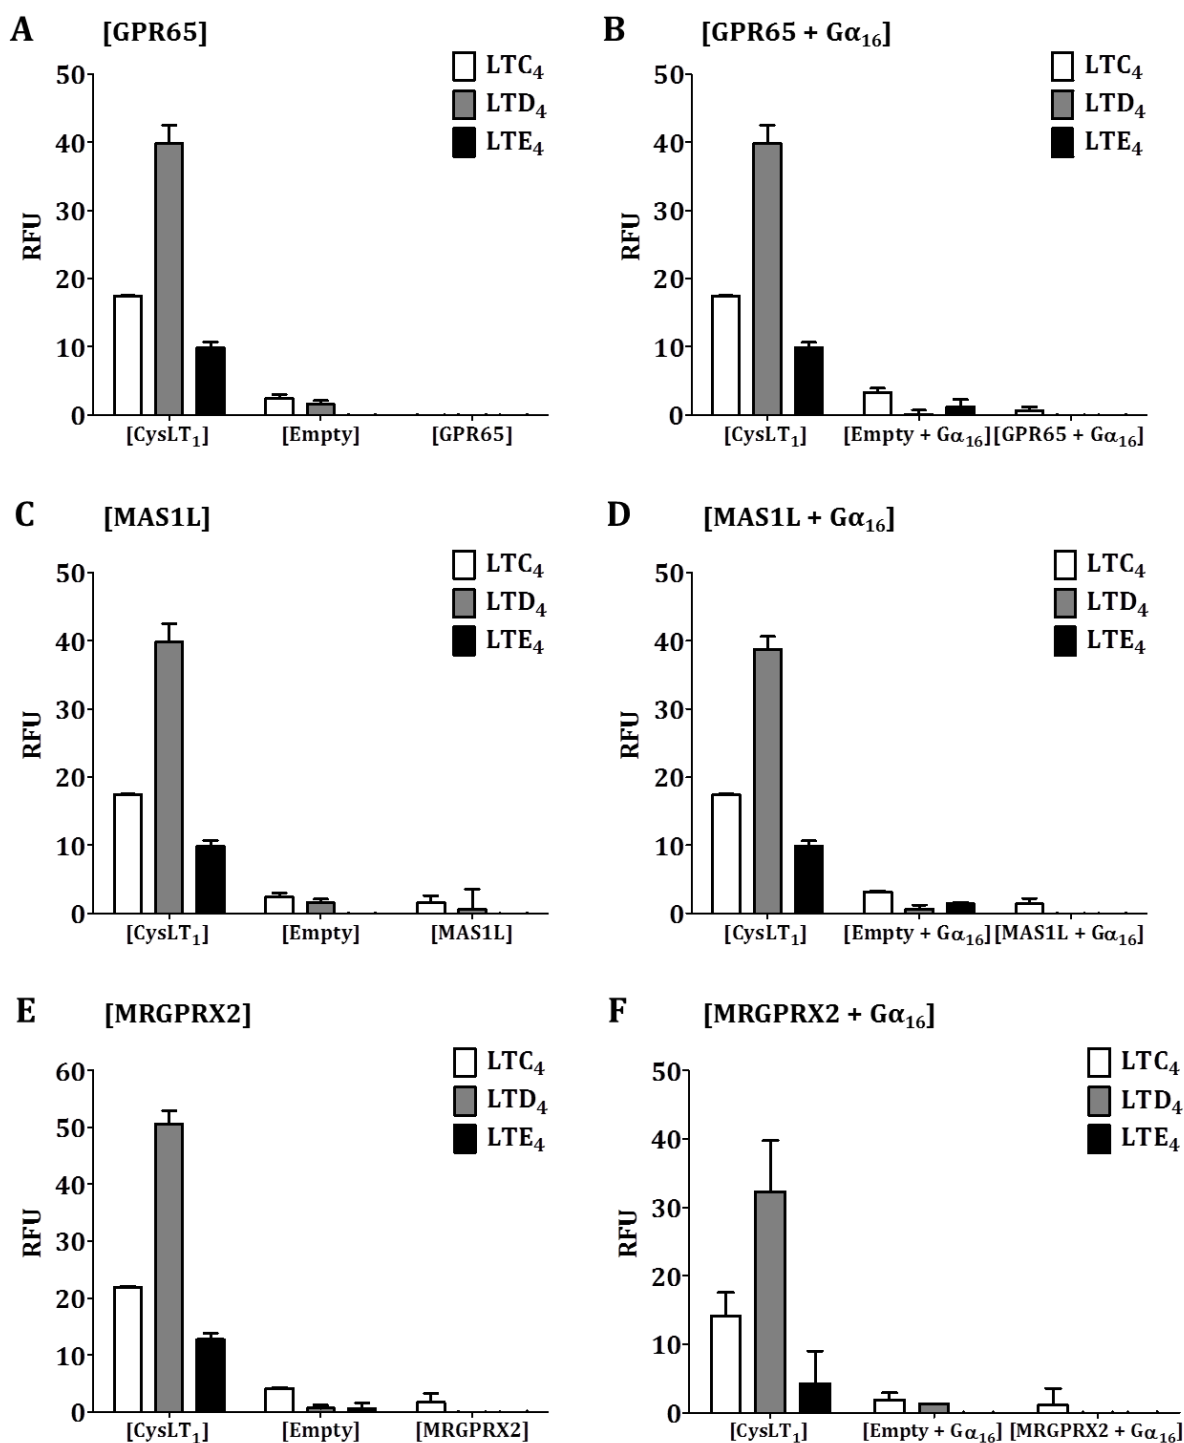 A [GPR65]
LTC4
LTD4
LTE4
50
40
30
20
10
0
RFU
[CysLT1] [Empty] [GPR65]
B [GPR65 + Gα16]
LTC4
LTD4
LTE4
50
40
30
20
10
0
RFU
[CysLT1] [Empty + Gα16] [GPR65 + Gα16]
C [MAS1L]
LTC4
LTD4
LTE4
50
40
30
20
10
0
RFU
[CysLT1] [Empty] [MAS1L]
D [MAS1L + Gα16]
LTC4
LTD4
LTE4
50
40
30
20
10
0
RFU
[CysLT1] [Empty + Gα16] [MAS1L + Gα16]
E [MRGPRX2]
LTC4
LTD4
LTE4
60
50
40
30
20
10
0
RFU
[CysLT1] [Empty] [MRGPRX2]
F [MRGPRX2 + Gα16]
LTC4
LTD4
LTE4
50
40
30
20
10
0
RFU
[CysLT1] [Empty + Gα16] [MRGPRX2 + Gα16]